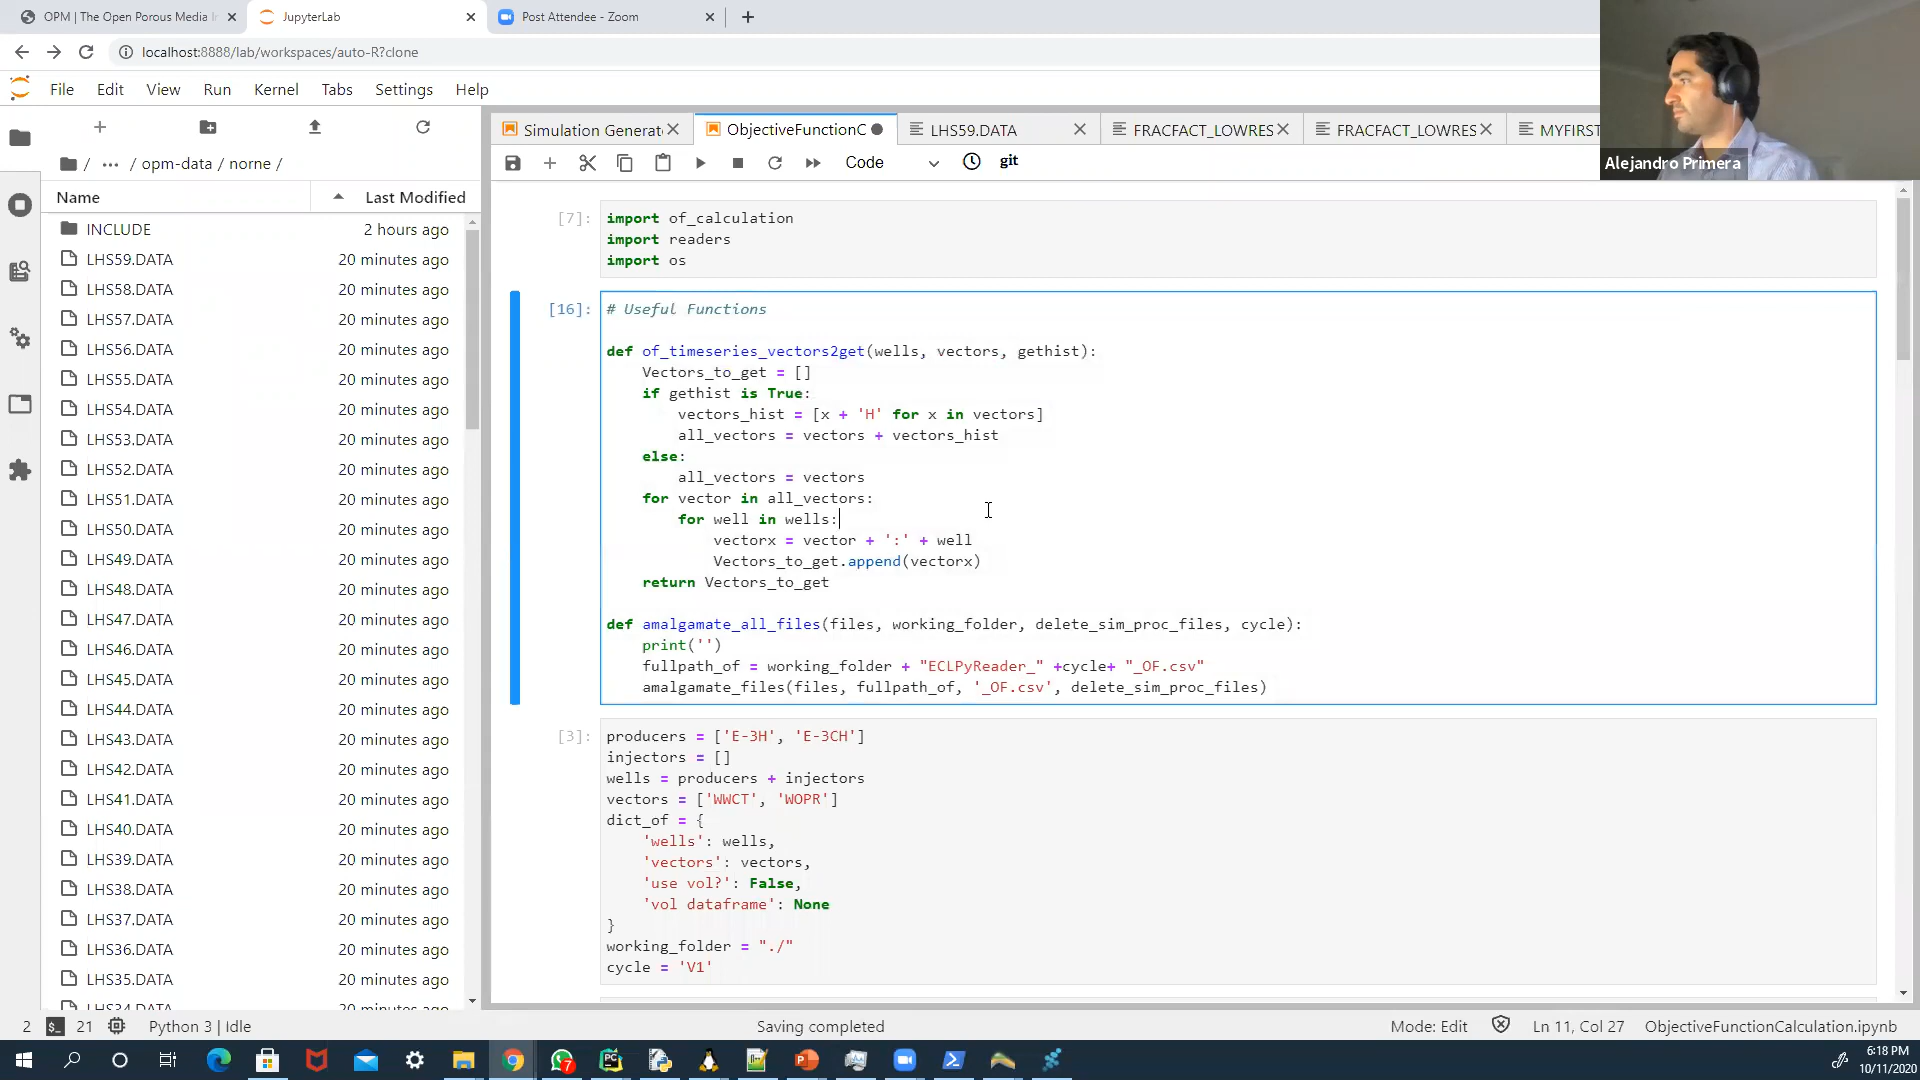 OPM | The Open Porous Media In
JupyterLab
Post Attendee - Zoom
localhost:8888/lab/workspaces/auto-R?clone
File Edit View Run Kernel Tabs Settings Help
Alejandro Primera
Simulation Generat
ObjectiveFunctionC
LHS59.DATA
FRACFACT_LOWRES
FRACFACT_LOWRES
MYFIRST
/ ... / opm-data / norne /
Code
git
Name Last Modified
INCLUDE 2 hours ago
LHS59.DATA 20 minutes ago
LHS58.DATA 20 minutes ago
LHS57.DATA 20 minutes ago
LHS56.DATA 20 minutes ago
LHS55.DATA 20 minutes ago
LHS54.DATA 20 minutes ago
LHS53.DATA 20 minutes ago
LHS52.DATA 20 minutes ago
LHS51.DATA 20 minutes ago
LHS50.DATA 20 minutes ago
LHS49.DATA 20 minutes ago
LHS48.DATA 20 minutes ago
LHS47.DATA 20 minutes ago
LHS46.DATA 20 minutes ago
LHS45.DATA 20 minutes ago
LHS44.DATA 20 minutes ago
LHS43.DATA 20 minutes ago
LHS42.DATA 20 minutes ago
LHS41.DATA 20 minutes ago
LHS40.DATA 20 minutes ago
LHS39.DATA 20 minutes ago
LHS38.DATA 20 minutes ago
LHS37.DATA 20 minutes ago
LHS36.DATA 20 minutes ago
LHS35.DATA 20 minutes ago
LHS34.DATA 20 minutes ago
[7]: import of_calculation
import readers
import os
[16]: # Useful Functions
def of_timeseries_vectors2get(wells, vectors, gethist):
Vectors_to_get = []
if gethist is True:
vectors_hist = [x + 'H' for x in vectors]
all_vectors = vectors + vectors_hist
else:
all_vectors = vectors
for vector in all_vectors:
for well in wells:
vectorx = vector + ':' + well
Vectors_to_get.append(vectorx)
return Vectors_to_get
def amalgamate_all_files(files, working_folder, delete_sim_proc_files, cycle):
print('')
fullpath_of = working_folder + "ECLPyReader_" +cycle+ "_OF.csv"
amalgamate_files(files, fullpath_of, '_OF.csv', delete_sim_proc_files)
[3]: producers = ['E-3H', 'E-3CH']
injectors = []
wells = producers + injectors
vectors = ['WWCT', 'WOPR']
dict_of = {
'wells': wells,
'vectors': vectors,
'use vol?': False,
'vol dataframe': None
}
working_folder = "./"
cycle = 'V1'
2 21 Python 3 | Idle Saving completed Mode: Edit Ln 11, Col 27 ObjectiveFunctionCalculation.ipynb
7
6:18 PM
10/11/2020